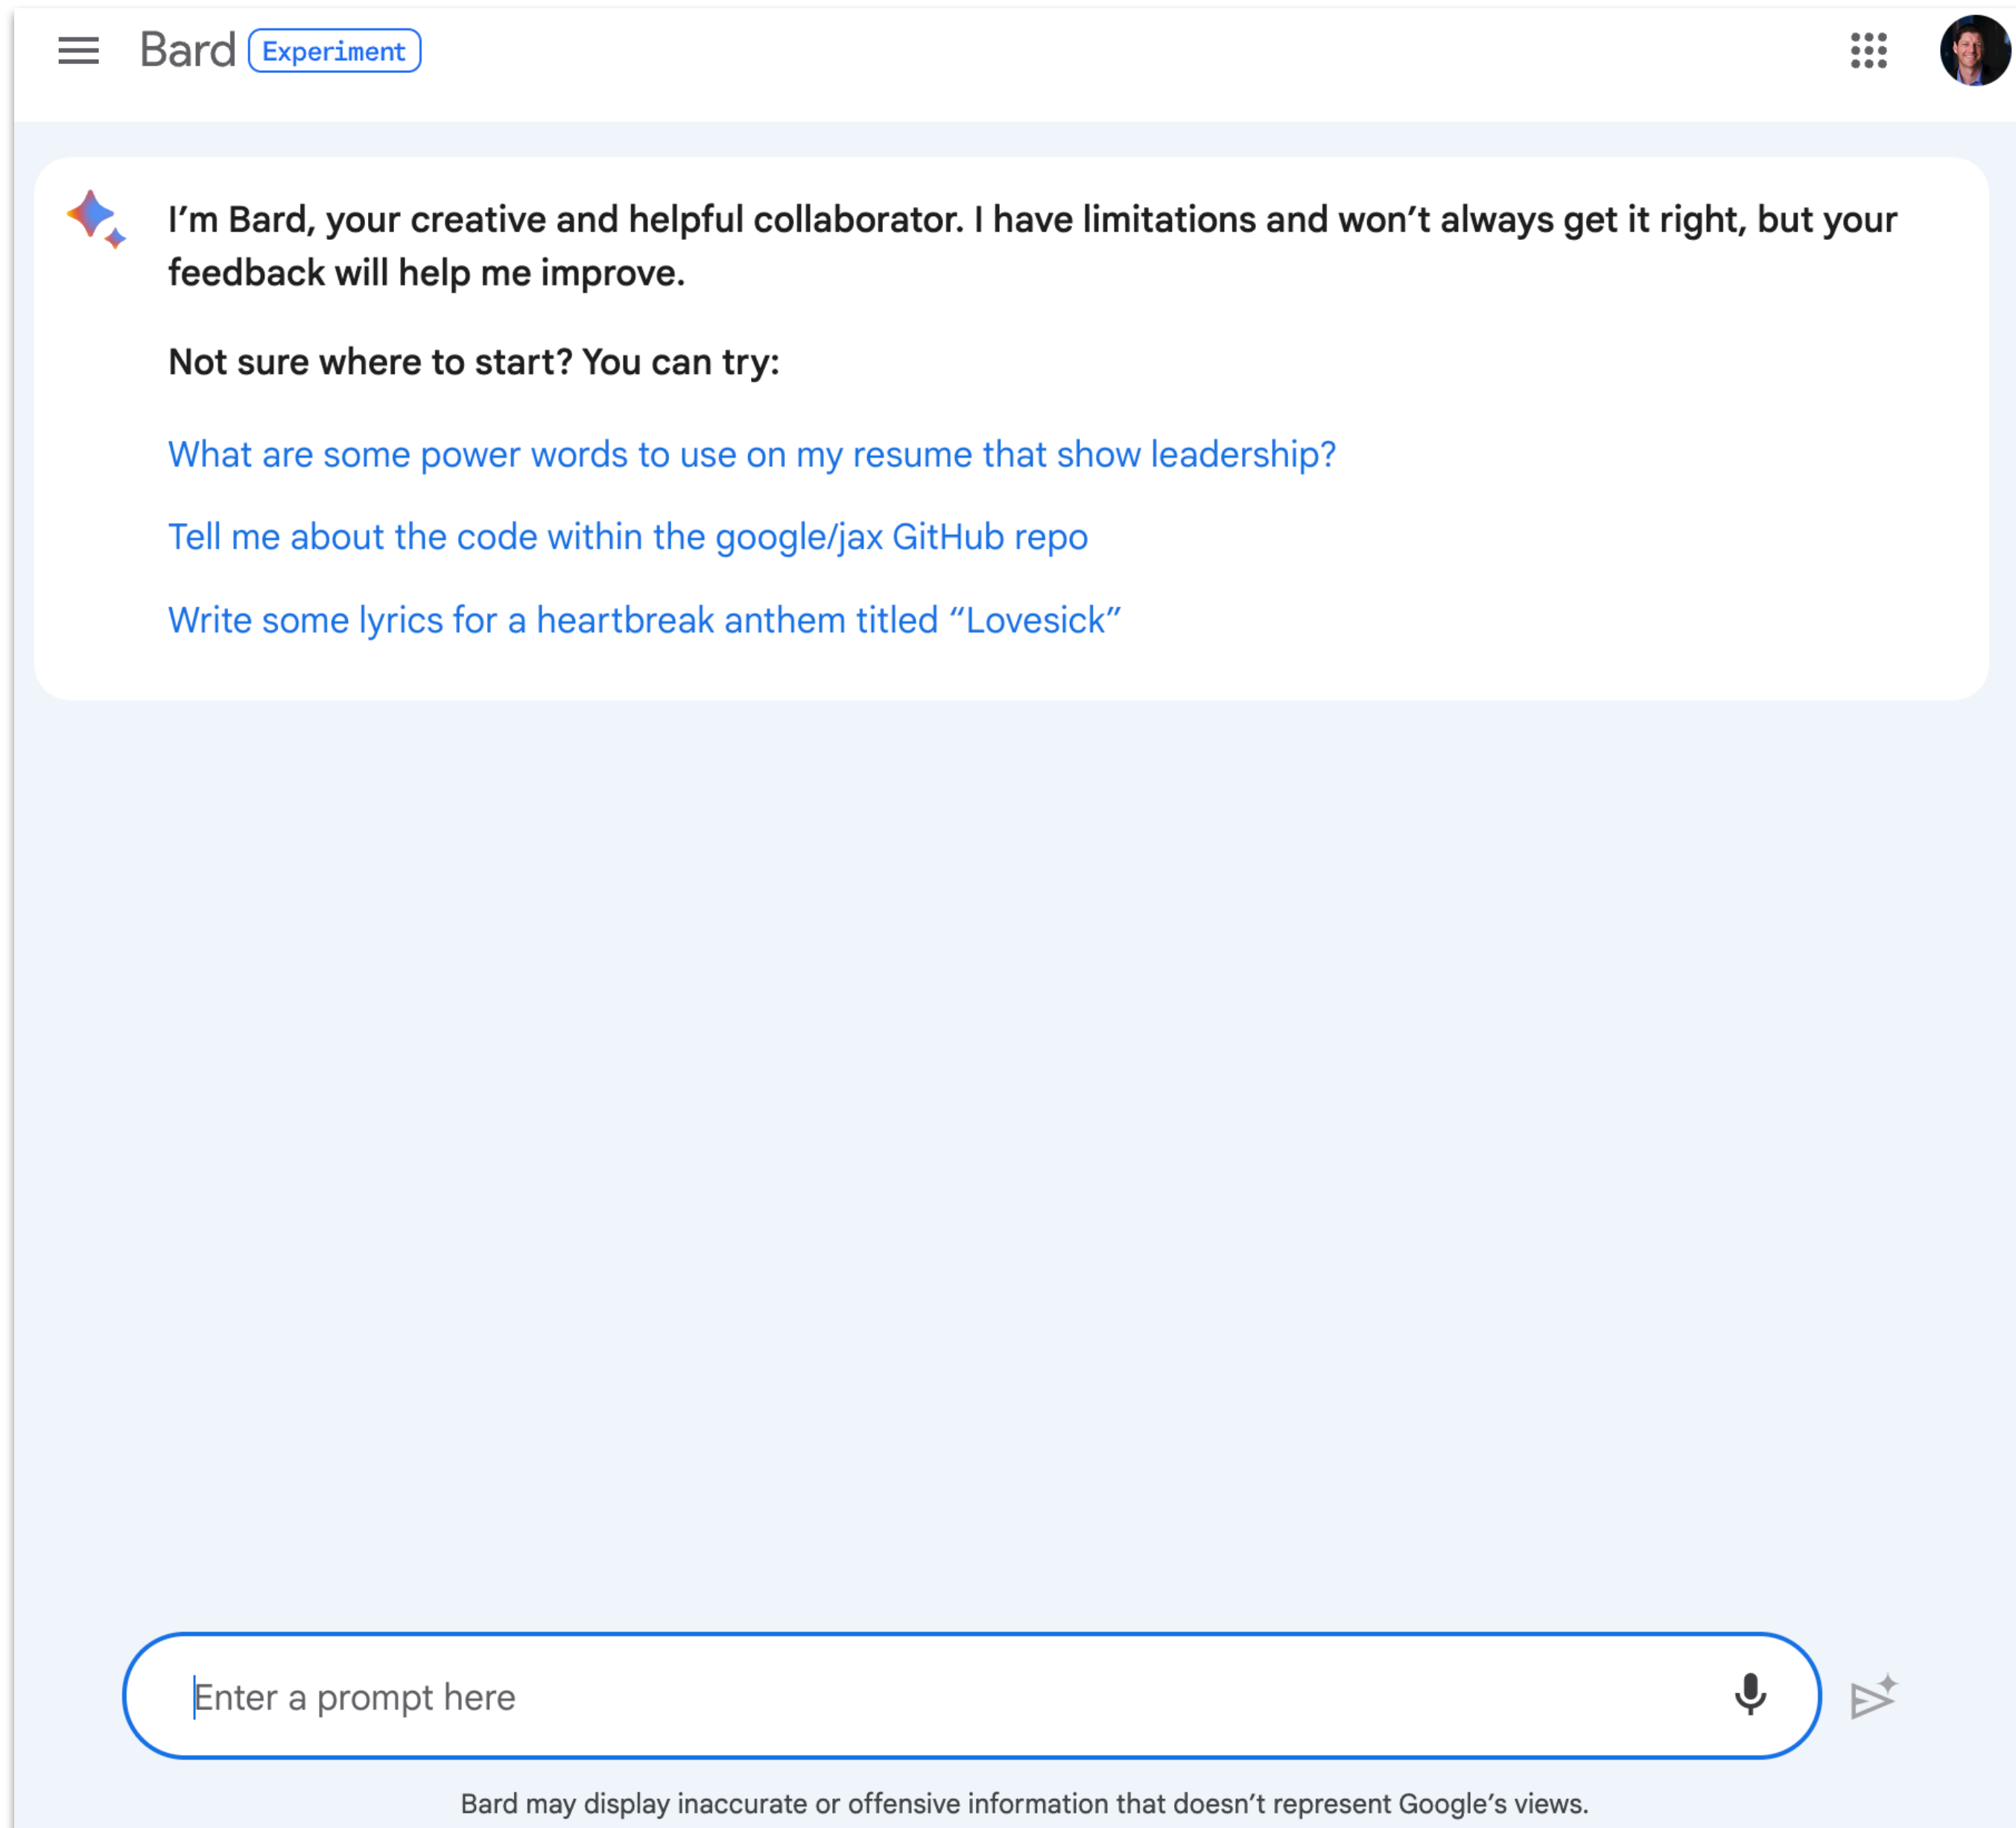 Bard Experiment
I’m Bard, your creative and helpful collaborator. I have limitations and won’t always get it right, but your
feedback will help me improve.
Not sure where to start? You can try:
What are some power words to use on my resume that show leadership?
Tell me about the code within the google/jax GitHub repo
Write some lyrics for a heartbreak anthem titled “Lovesick”
Enter a prompt here
Bard may display inaccurate or offensive information that doesn’t represent Google’s views.